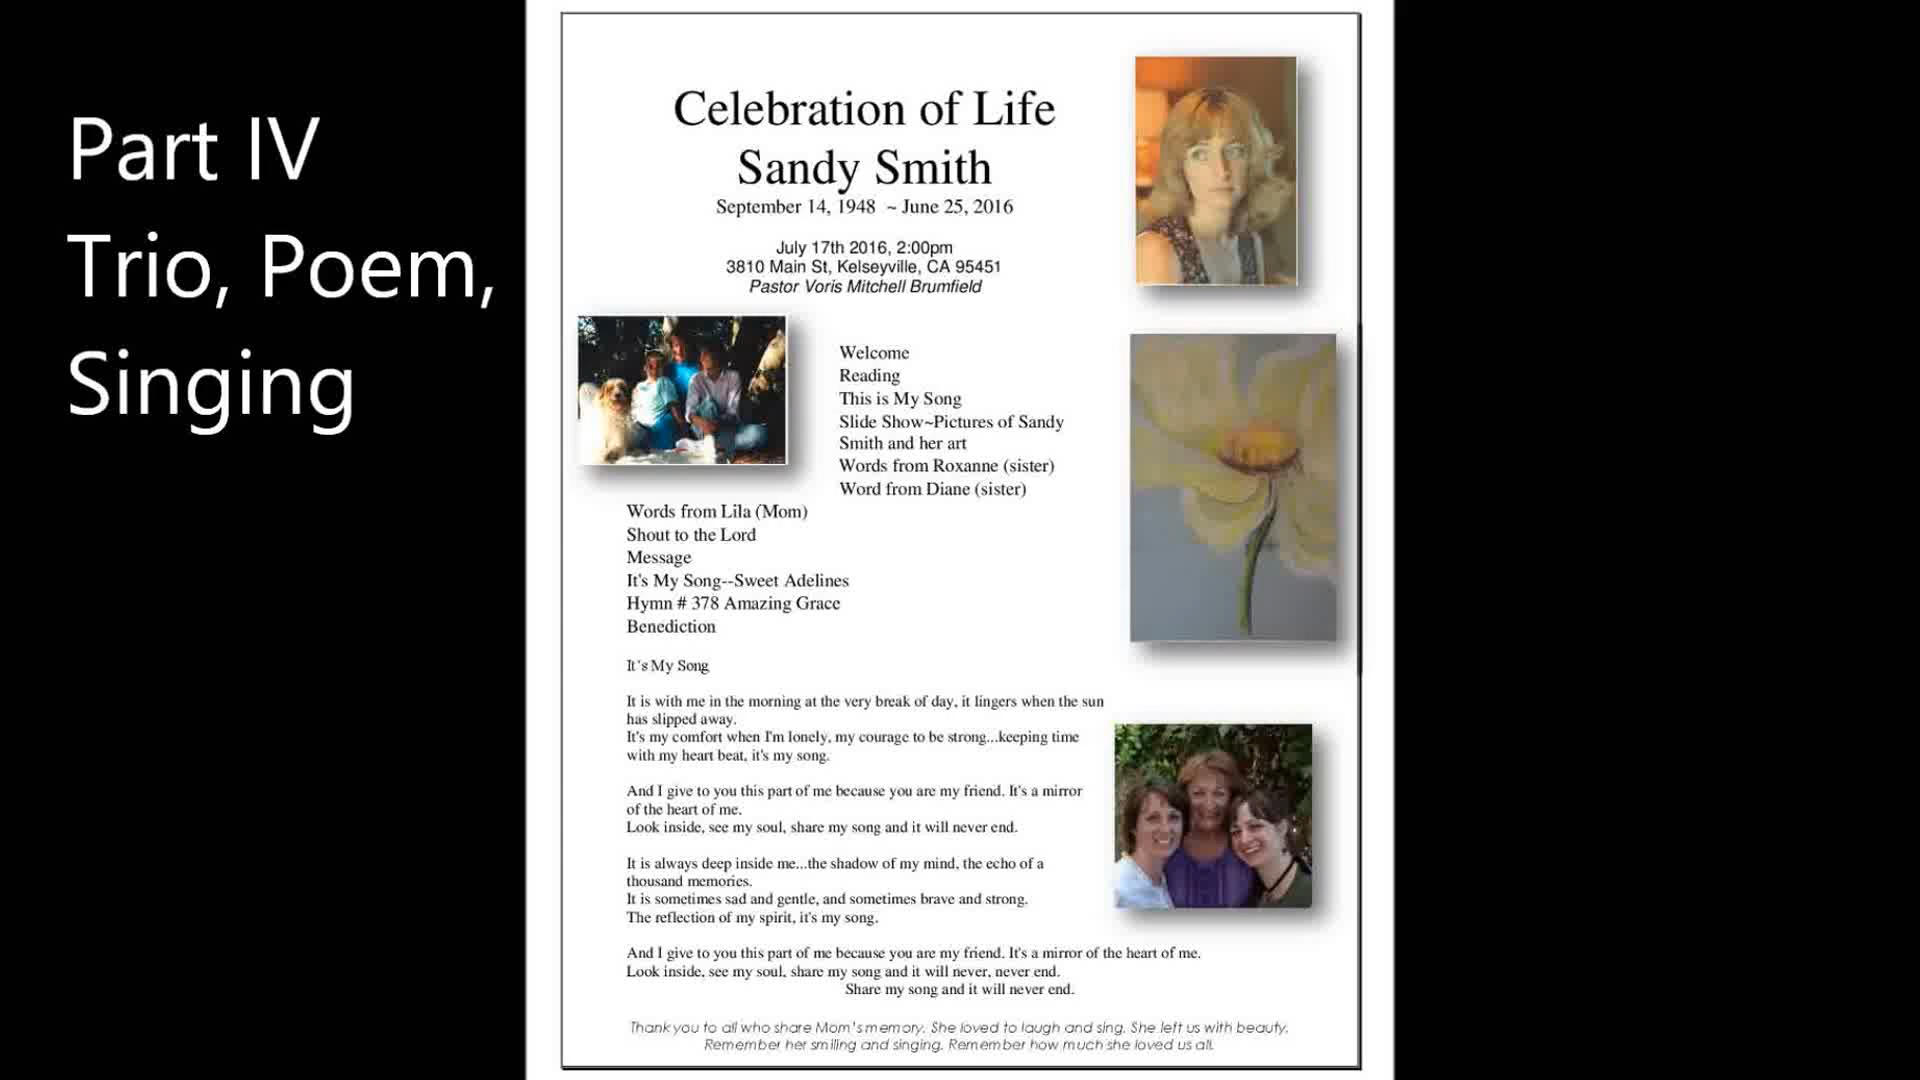 Part IV
Trio, Poem,
Singing
Celebration of Life
Sandy Smith
September 14, 1948 ~ June 25, 2016
July 17th 2016, 2:00pm
3810 Main St, Kelseyville, CA 95451
Pastor Voris Mitchell Brumfield
Welcome
Reading
This is My Song
Slide Show~Pictures of Sandy
Smith and her art
Words from Roxanne (sister)
Word from Diane (sister)
Words from Lila (Mom)
Shout to the Lord
Message
It's My Song--Sweet Adelines
Hymn # 378 Amazing Grace
Benediction
It's My Song
It is with me in the morning at the very break of day, it lingers when the sun
has slipped away.
It's my comfort when I'm lonely, my courage to be strong...keeping time
with my heart beat, it's my song.
And I give to you this part of me because you are my friend. It's a mirror
of the heart of me.
Look inside, see my soul, share my song and it will never end.
It is always deep inside me...the shadow of my mind, the echo of a
thousand memories.
It is sometimes sad and gentle, and sometimes brave and strong.
The reflection of my spirit, it's my song.
And I give to you this part of me because you are my friend. It's a mirror of the heart of me.
Look inside, see my soul, share my song and it will never, never end.
Share my song and it will never end.
Thank you to all who share Mom's memory. She loved to laugh and sing. She left us with beauty.
Remember her smiling and singing. Remember how much she loved us all.